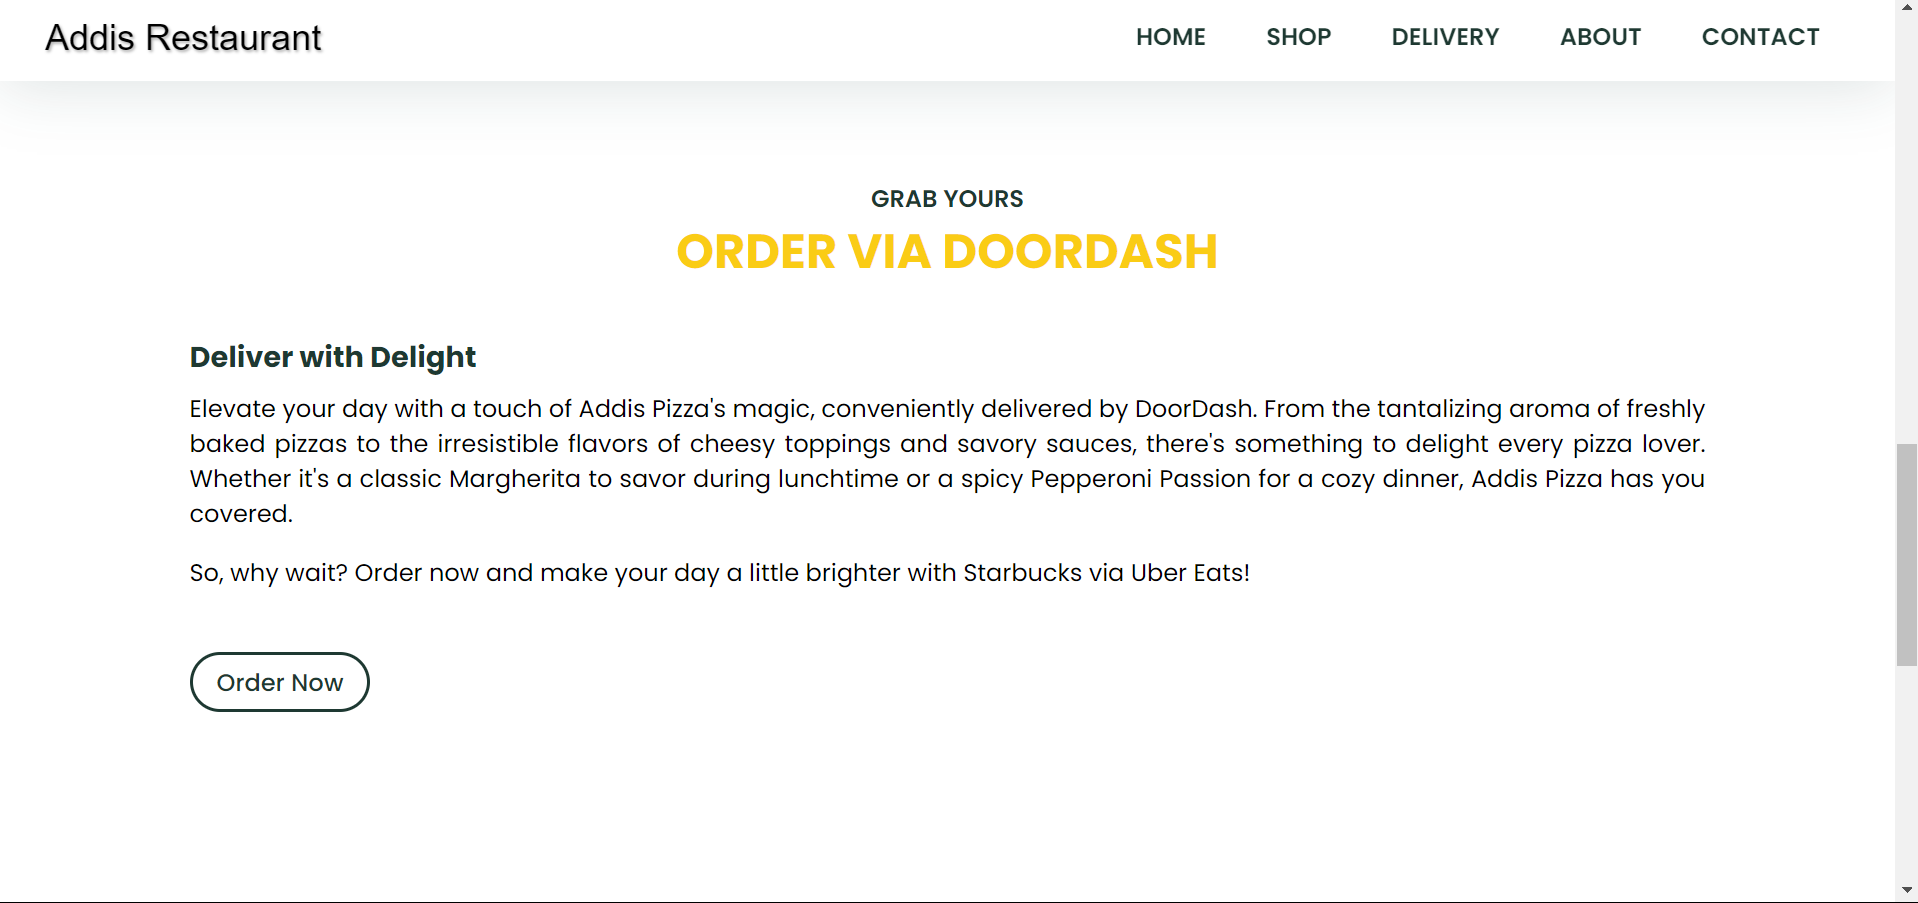 Addis Restaurant
HOME SHOP DELIVERY ABOUT CONTACT
GRAB YOURS
ORDER VIA DOORDASH
Deliver with Delight
Elevate your day with a touch of Addis Pizza's magic, conveniently delivered by DoorDash. From the tantalizing aroma of freshly
baked pizzas to the irresistible flavors of cheesy toppings and savory sauces, there's something to delight every pizza lover.
Whether it's a classic Margherita to savor during lunchtime or a spicy Pepperoni Passion for a cozy dinner, Addis Pizza has you
covered.
So, why wait? Order now and make your day a little brighter with Starbucks via Uber Eats!
Order Now